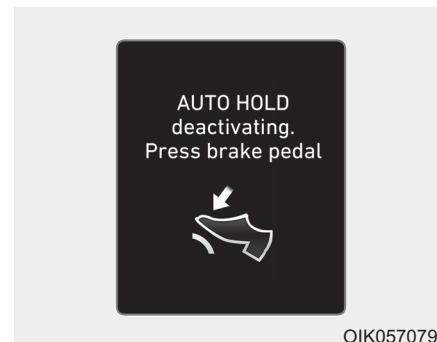 AUTO HOLD
deactivating.
Press brake pedal
OIK057079